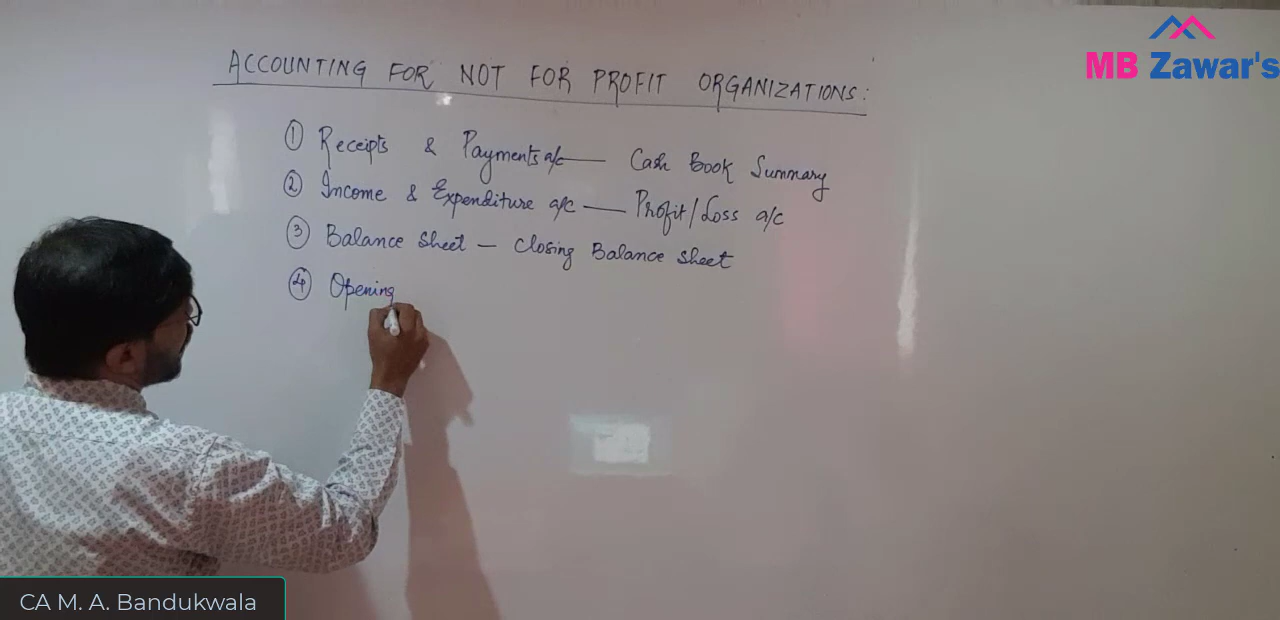 MB Zawar's
ACCOUNTING FOR NOT FOR PROFIT ORGANIZATIONS:
① Receipts & Payments a/c — Cash Book Summary
② Income & Expenditure a/c — Profit/Loss a/c
③ Balance Sheet — Closing Balance Sheet
④ Opening
CA M. A. Bandukwala